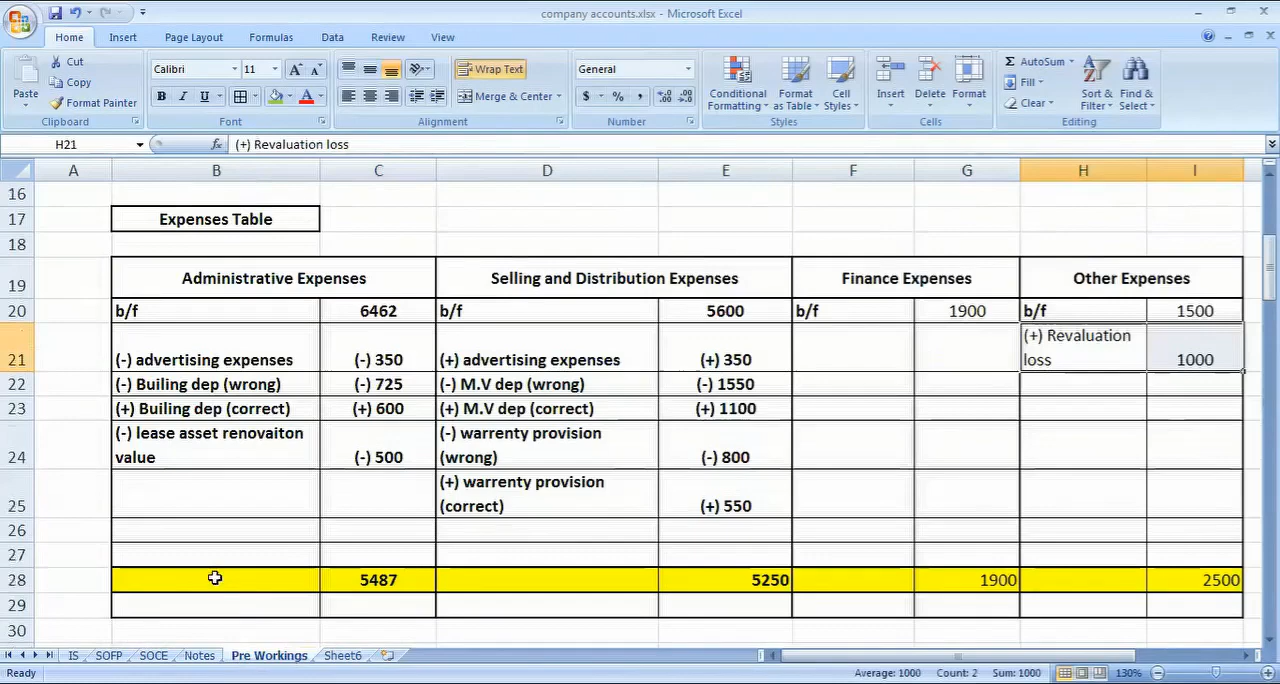 company accounts.xlsx - Microsoft Excel
Home Insert Page Layout Formulas Data Review View
Paste Cut Copy Format Painter Clipboard
Calibri 11 A A B I U A Font
Wrap Text Merge & Center Alignment
General $ % , .0 .00 .00 .0 Number
Conditional Formatting Format as Table Cell Styles Styles
Insert Delete Format Cells
Σ AutoSum Fill Clear Sort & Filter Find & Select Editing
H21 fx (+) Revaluation loss
A B C D E F G H I
16
17 Expenses Table
18
19 Administrative Expenses Selling and Distribution Expenses Finance Expenses Other Expenses
20 b/f 6462 b/f 5600 b/f 1900 b/f 1500
21 (-) advertising expenses (-) 350 (+) advertising expenses (+) 350 (+) Revaluation loss 1000
22 (-) Builing dep (wrong) (-) 725 (-) M.V dep (wrong) (-) 1550
23 (+) Builing dep (correct) (+) 600 (+) M.V dep (correct) (+) 1100
24 (-) lease asset renovaiton value (-) 500 (-) warrenty provision (wrong) (-) 800
25 (+) warrenty provision (correct) (+) 550
26
27
28 5487 5250 1900 2500
29
30
IS SOFP SOCE Notes Pre Workings Sheet6
Ready Average: 1000 Count: 2 Sum: 1000 130%